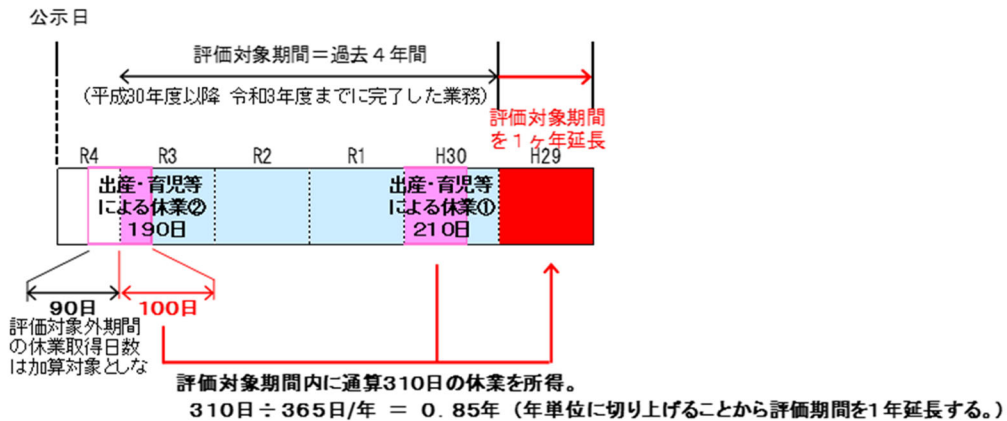 公示日
評価対象期間＝過去４年間
(平成30年度以降 令和3年度までに完了した業務)
評価対象期間
を１ヶ年延長
R4 R3 R2 R1 H30 H29
出産・育児等
による休業②
190日
出産・育児等
による休業①
210日
90日
100日
評価対象外期間
の休業取得日数
は加算対象としな
評価対象期間内に通算310日の休業を所得。
310日÷365日/年 ＝ 0.85年（年単位に切り上げることから評価期間を1年延長する。）